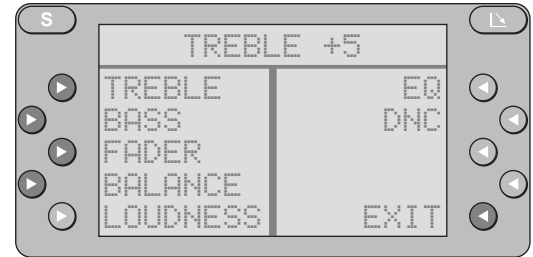 S
TREBLE +5
TREBLE EQ
BASS DNC
FADER
BALANCE
LOUDNESS EXIT